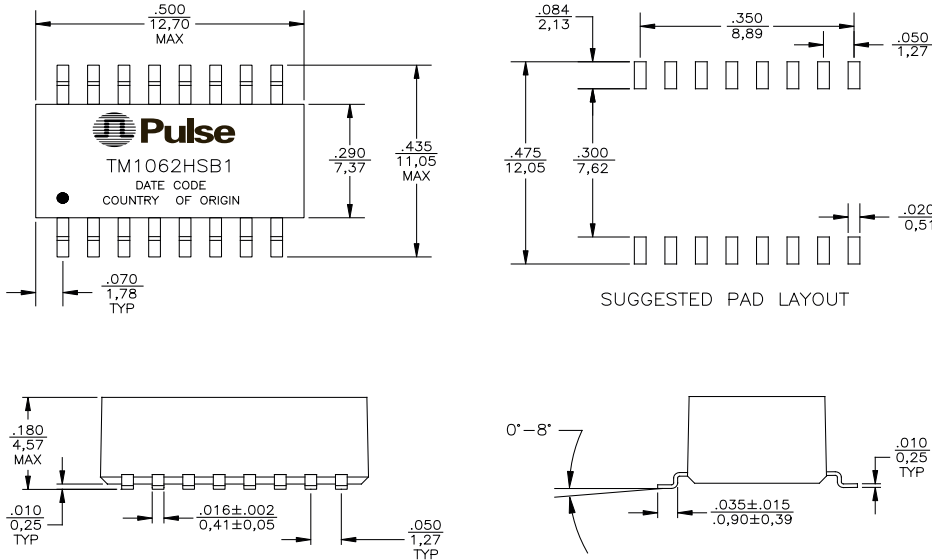 .500
12,70
MAX
Pulse
TM1062HSB1
DATE CODE
COUNTRY OF ORIGIN
.290
7,37
.435
11,05
MAX
.070
1,78
TYP
.084
2,13
.350
8,89
.050
1,27
.475
12,05
.300
7,62
.020
0,51
SUGGESTED PAD LAYOUT
.180
4,57
MAX
.010
0,25
TYP
.016±.002
0,41±0,05
.050
1,27
TYP
0°-8°
.035±.015
.0,90±0,39
.010
0,25
TYP